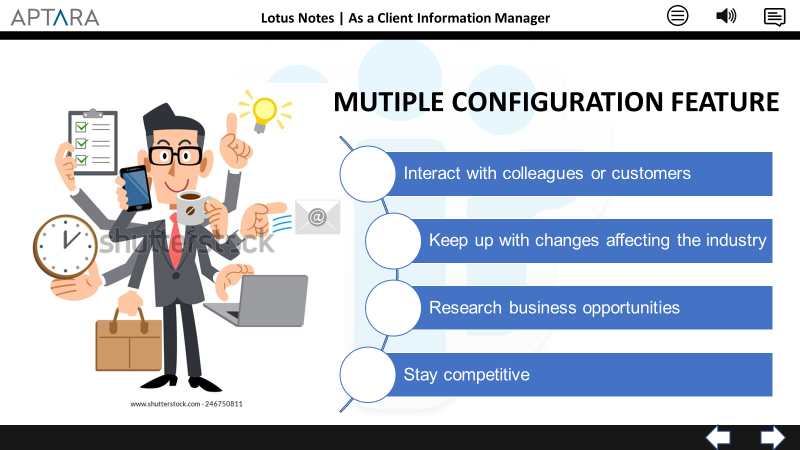 APTARA
Lotus Notes | As a Client Information Manager
MUTIPLE CONFIGURATION FEATURE
Interact with colleagues or customers
@
Keep up with changes affecting the industry
shutterstock
Research business opportunities
Stay competitive
www.shutterstock.com · 246750811